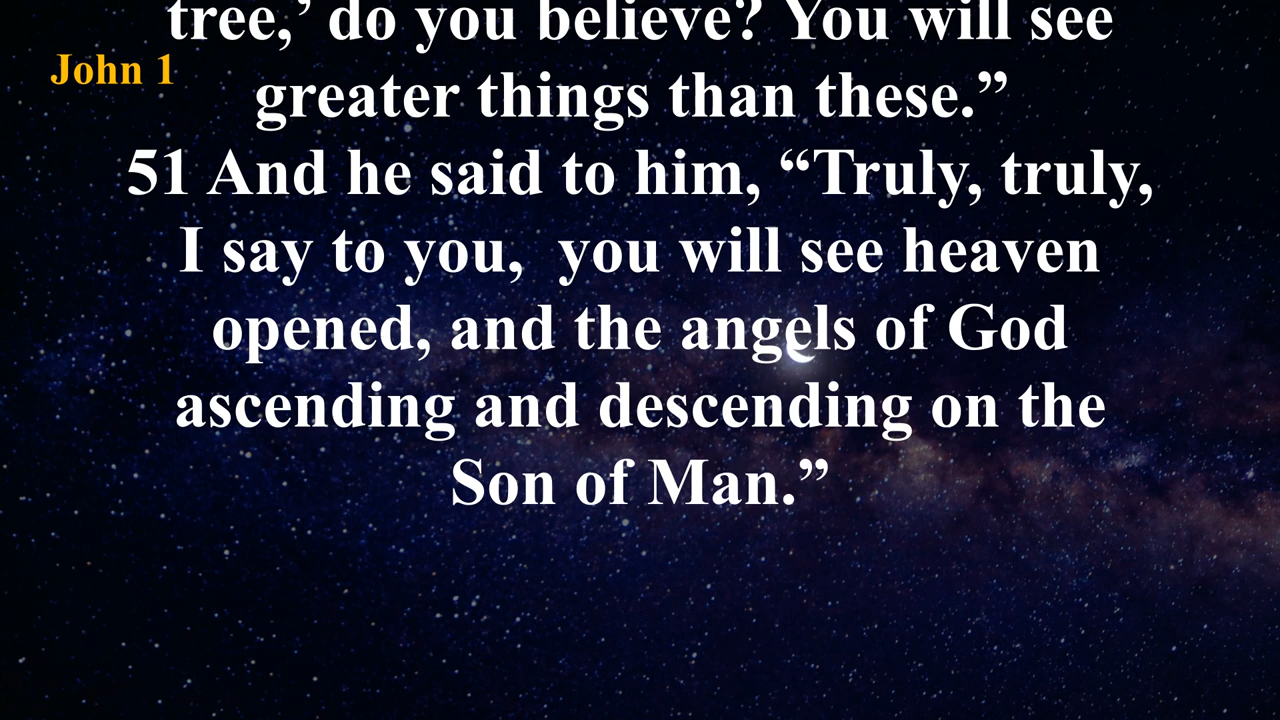 tree,’ do you believe? You will see
John 1
greater things than these.”
51 And he said to him, “Truly, truly,
I say to you,  you will see heaven
opened, and the angels of God
ascending and descending on the
Son of Man.”